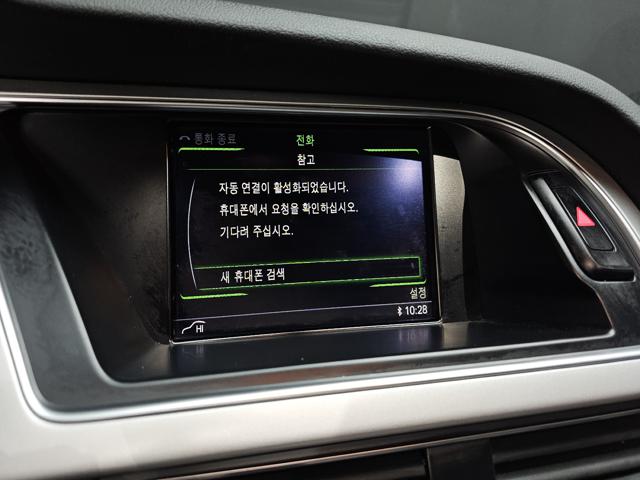 통화 종료
전화
참고
자동 연결이 활성화되었습니다.
휴대폰에서 요청을 확인하십시오.
기다려 주십시오.
새 휴대폰 검색
설정
10:28
HI